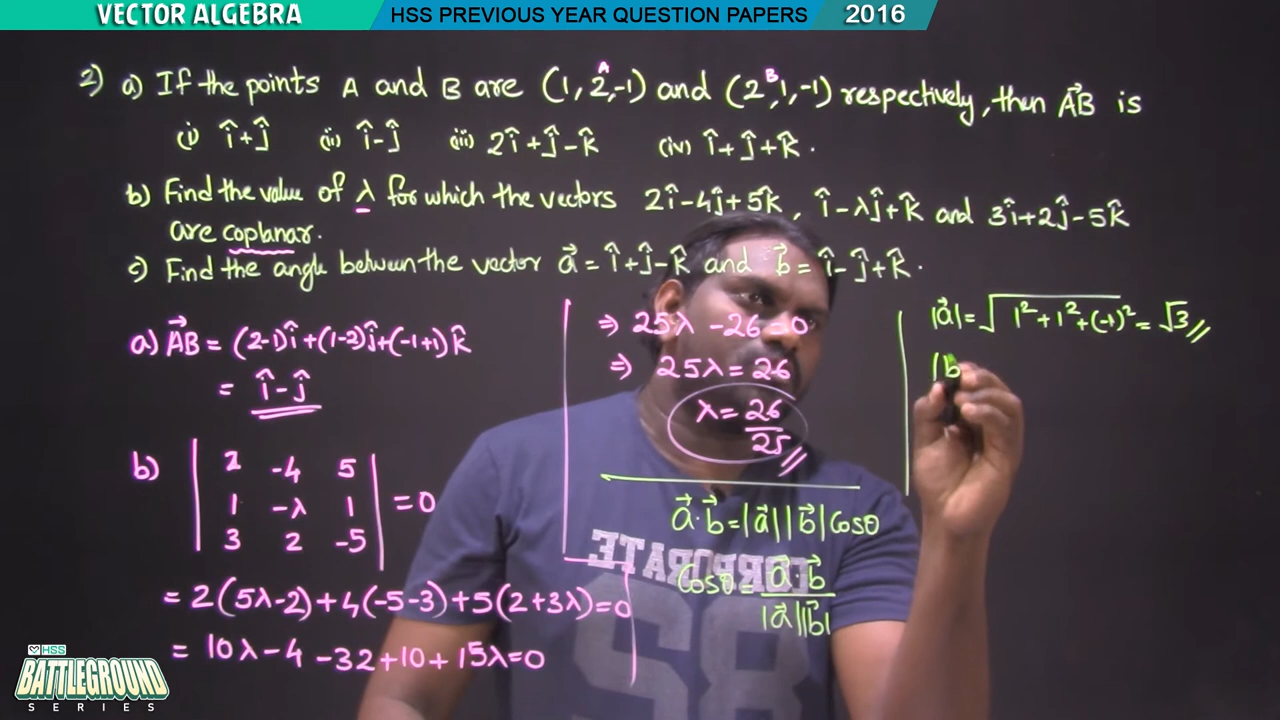 VECTOR ALGEBRA HSS PREVIOUS YEAR QUESTION PAPERS 2016
2) a) If the points A and B are (1, 2, -1) and (2, 1, -1) respectively, then A⃗B is
A B
(i) î+ĵ (ii) î-ĵ (iii) 2î+ĵ-k̂ (iv) î+ĵ+k̂.
b) Find the value of λ for which the vectors 2î-4ĵ+5k̂, î-λĵ+k̂ and 3î+2ĵ-5k̂
are coplanar.
c) Find the angle between the vector a⃗ = î+ĵ-k̂ and b⃗ = î-ĵ+k̂.
a) A⃗B = (2-1)î+(1-2)ĵ+(-1+1)k̂
= î-ĵ
b) | 2 -4 5 |
| 1 -λ 1 | = 0
| 3 2 -5 |
= 2(5λ-2)+4(-5-3)+5(2+3λ)=0
= 10λ-4-32+10+15λ=0
⇒ 25λ-26=0
⇒ 25λ=26
λ=26/25//
a⃗·b⃗=|a⃗||b⃗|Cosθ
Cosθ = a⃗·b⃗/|a⃗||b⃗|
|a⃗|=√1²+1²+(-1)² = √3//
|b
CORPORATE
82
HSS
BATTLEGROUND
SERIES